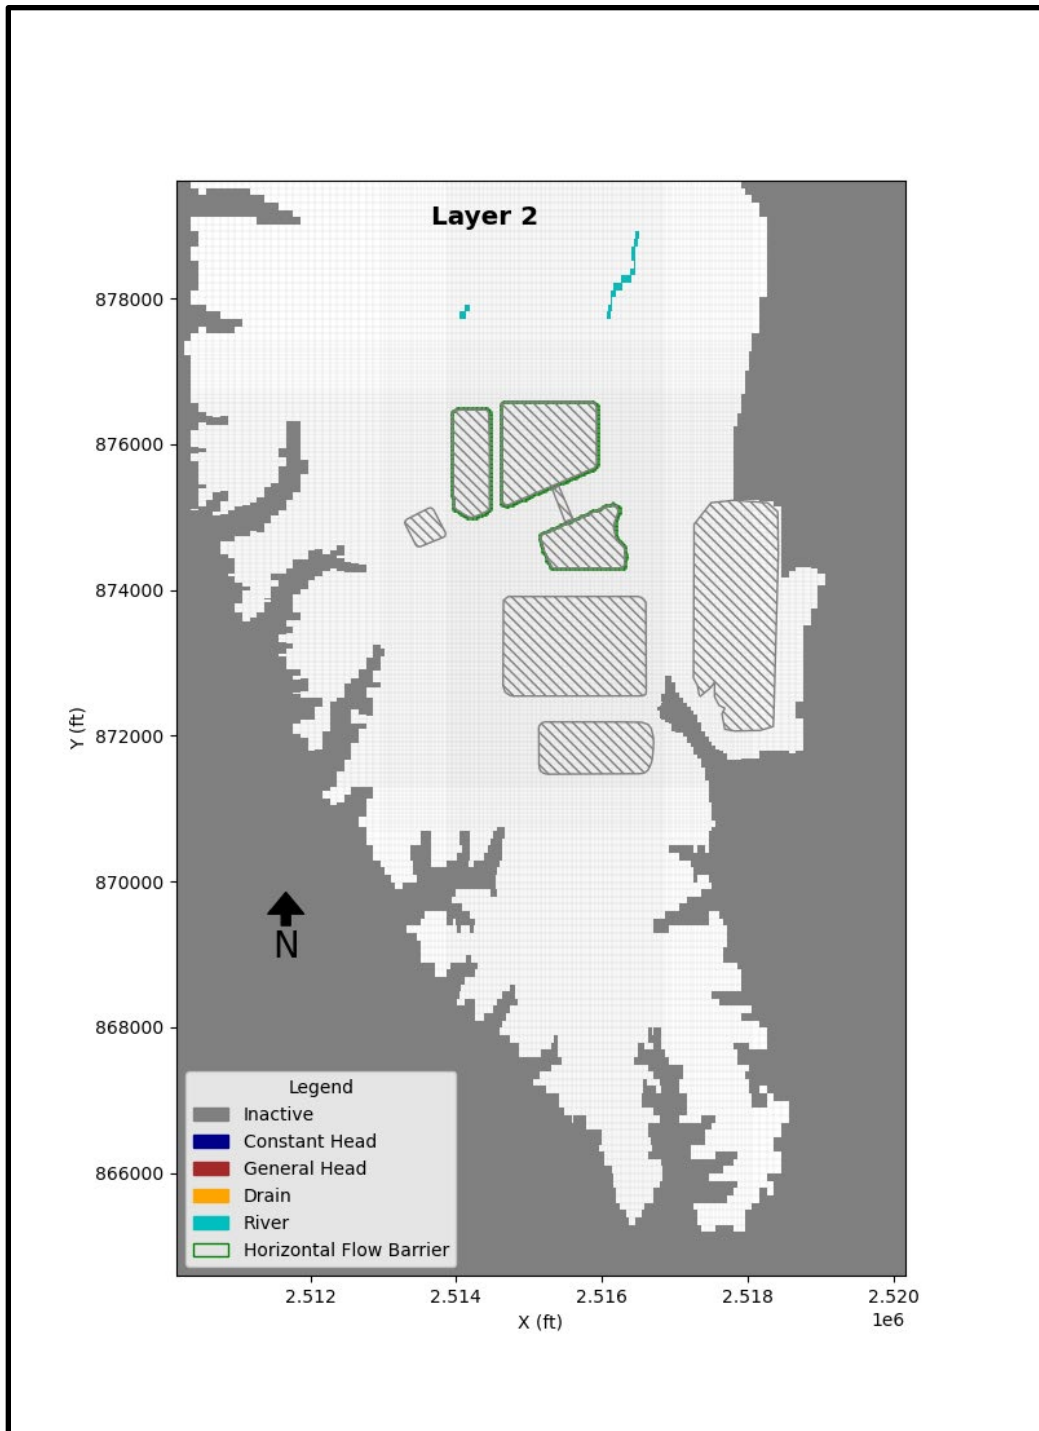 Layer 2
878000
876000
874000
872000
870000
868000
866000
Y (ft)
N
Legend
Inactive
Constant Head
General Head
Drain
River
Horizontal Flow Barrier
2.512
2.514
2.516
2.518
2.520
1e6
X (ft)